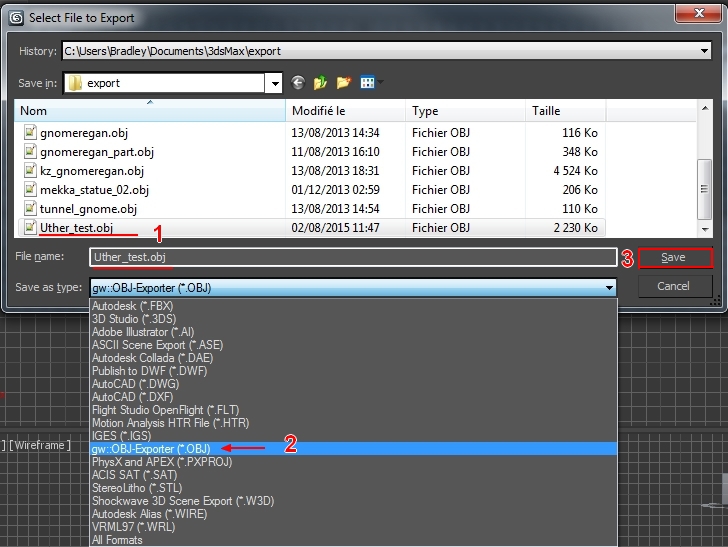 Select File to Export
History: C:\Users\Bradley\Documents\3dsMax\export
Save in: export
Nom Modifié le Type Taille
gnomeregan.obj 13/08/2013 14:34 Fichier OBJ 116 Ko
gnomeregan_part.obj 11/08/2013 16:10 Fichier OBJ 348 Ko
kz_gnomeregan.obj 13/08/2013 18:31 Fichier OBJ 4 524 Ko
mekka_statue_02.obj 01/12/2013 02:59 Fichier OBJ 206 Ko
tunnel_gnome.obj 13/08/2013 14:54 Fichier OBJ 110 Ko
Uther_test.obj 02/08/2015 11:47 Fichier OBJ 2 230 Ko
1
File name: Uther_test.obj 3 Save
Save as type: gw::OBJ-Exporter (*.OBJ) Cancel
Autodesk (*.FBX)
3D Studio (*.3DS)
Adobe Illustrator (*.AI)
ASCII Scene Export (*.ASE)
Autodesk Collada (*.DAE)
Publish to DWF (*.DWF)
AutoCAD (*.DWG)
AutoCAD (*.DXF)
Flight Studio OpenFlight (*.FLT)
Motion Analysis HTR File (*.HTR)
IGES (*.IGS)
] [Wireframe ] gw::OBJ-Exporter (*.OBJ) 2
PhysX and APEX (*.PXPROJ)
ACIS SAT (*.SAT)
StereoLitho (*.STL)
Shockwave 3D Scene Export (*.W3D)
Autodesk Alias (*.WIRE)
VRML97 (*.WRL)
All Formats